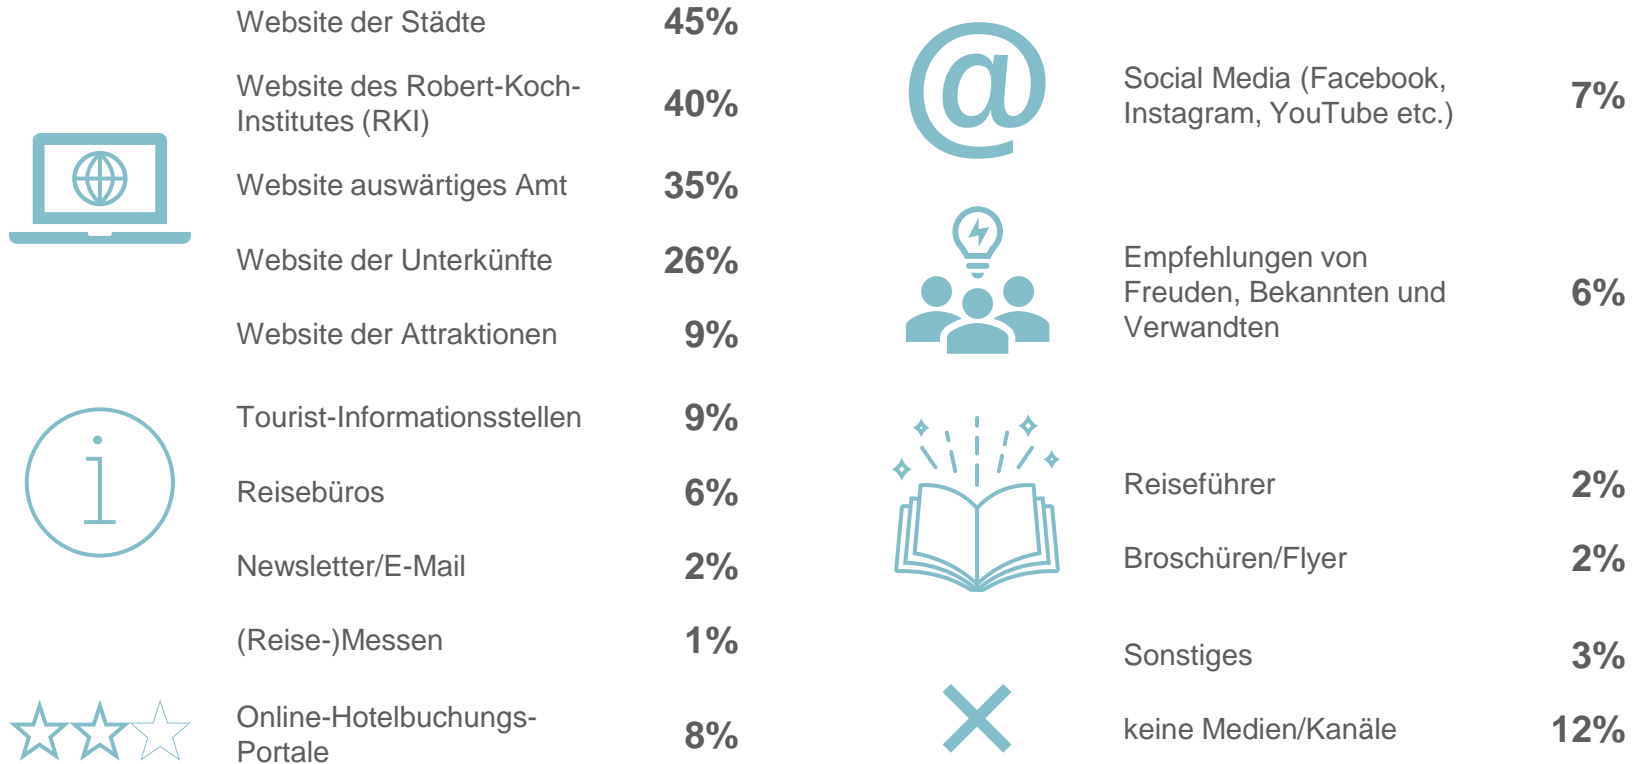 Website der Städte 45%
Website des Robert-Koch-
Institutes (RKI) 40%
Website auswärtiges Amt 35%
Website der Unterkünfte 26%
Website der Attraktionen 9%
Tourist-Informationsstellen 9%
Reisebüros 6%
Newsletter/E-Mail 2%
(Reise-)Messen 1%
Online-Hotelbuchungs-
Portale 8%
@
Social Media (Facebook,
Instagram, YouTube etc.) 7%
Empfehlungen von
Freuden, Bekannten und 6%
Verwandten
Reiseführer 2%
Broschüren/Flyer 2%
Sonstiges 3%
keine Medien/Kanäle 12%